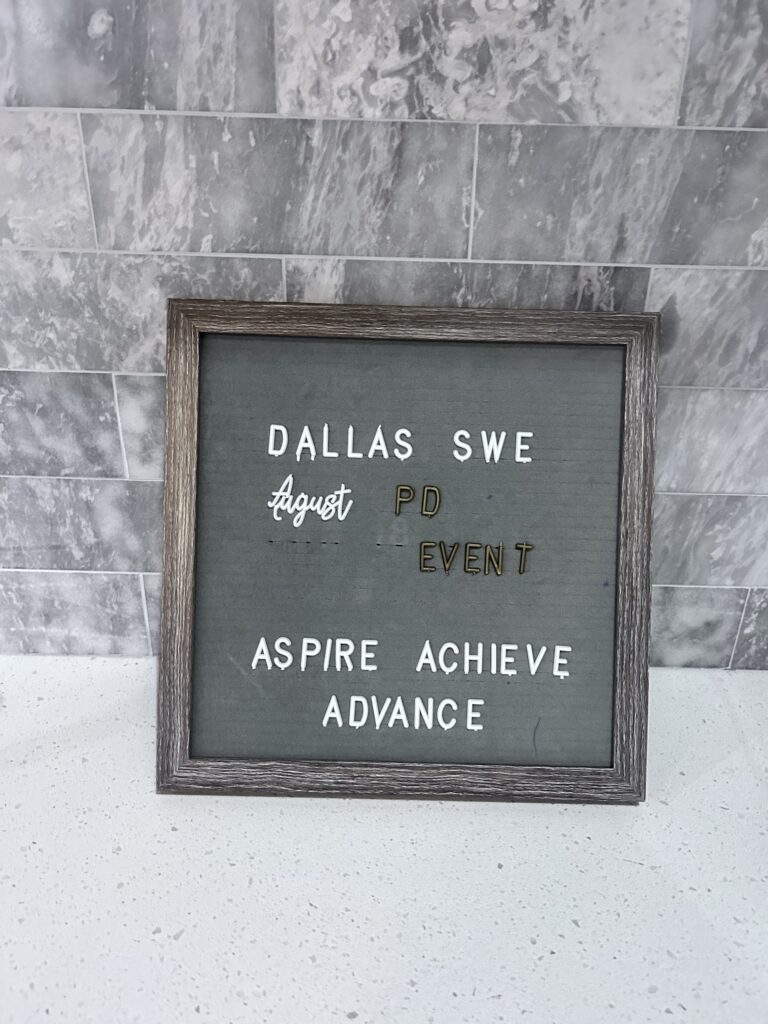 DALLAS SWE
August PD
EVENT
ASPIRE ACHIEVE
ADVANCE